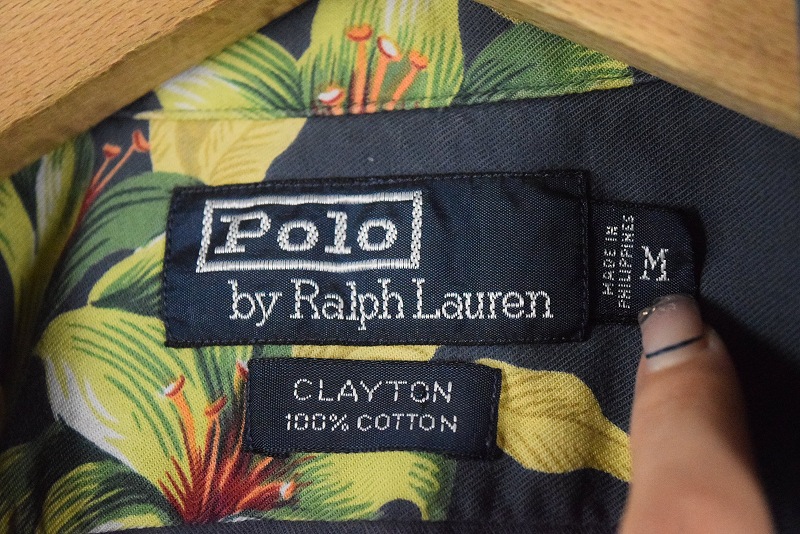 Polo
by Ralph Lauren
MADE IN
PHILIPPINES
M
CLAYTON
100% COTTON